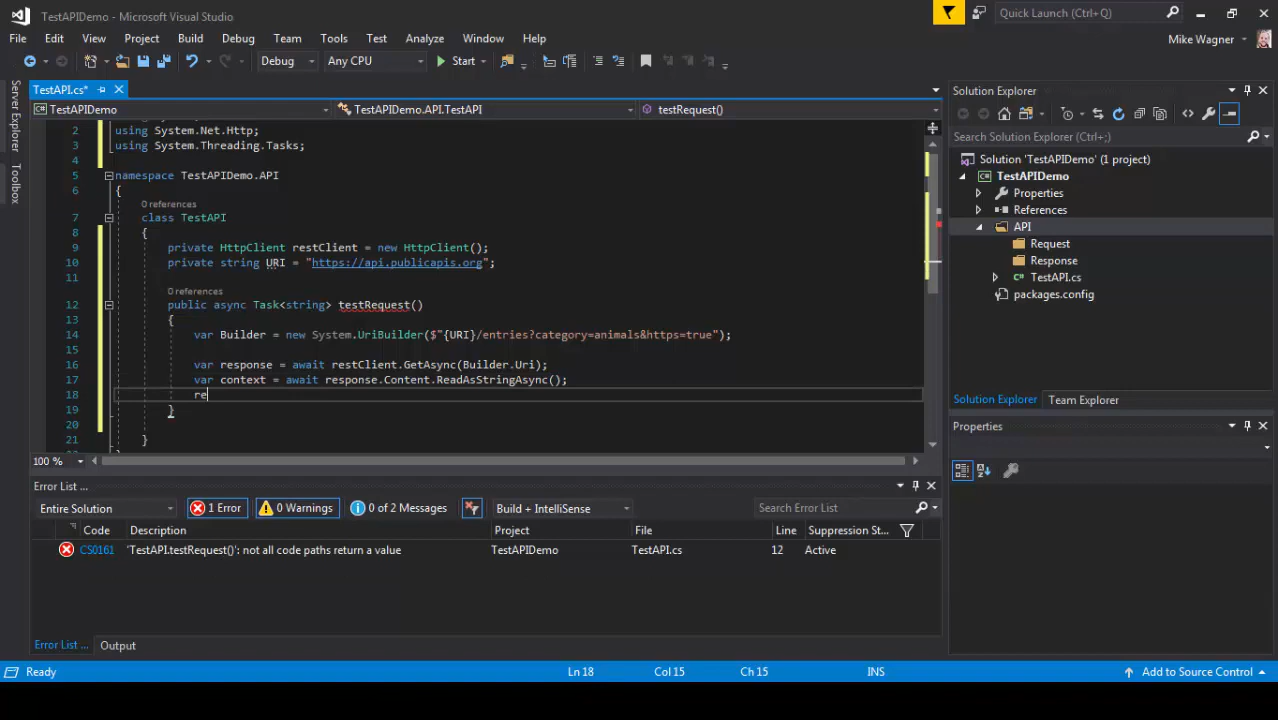 TestAPIDemo - Microsoft Visual Studio
Quick Launch (Ctrl+Q)
File Edit View Project Build Debug Team Tools Test Analyze Window Help
Mike Wagner
Debug Any CPU Start
Server Explorer
Toolbox
TestAPI.cs*
TestAPIDemo TestAPIDemo.API.TestAPI testRequest()
2 using System.Net.Http;
3 using System.Threading.Tasks;
4
5 namespace TestAPIDemo.API
6 {
0 references
7 class TestAPI
8 {
9 private HttpClient restClient = new HttpClient();
10 private string URI = "https://api.publicapis.org";
11
0 references
12 public async Task<string> testRequest()
13 {
14 var Builder = new System.UriBuilder($"{URI}/entries?category=animals&https=true");
15
16 var response = await restClient.GetAsync(Builder.Uri);
17 var context = await response.Content.ReadAsStringAsync();
18 re
19 }
20
21 }
100 %
Solution Explorer
Search Solution Explorer (Ctrl+;)
Solution 'TestAPIDemo' (1 project)
TestAPIDemo
Properties
References
API
Request
Response
TestAPI.cs
packages.config
Solution Explorer Team Explorer
Properties
Error List ...
Entire Solution 1 Error 0 Warnings 0 of 2 Messages Build + IntelliSense Search Error List
Code Description Project File Line Suppression St...
CS0161 'TestAPI.testRequest()': not all code paths return a value TestAPIDemo TestAPI.cs 12 Active
Error List ... Output
Ready Ln 18 Col 15 Ch 15 INS Add to Source Control